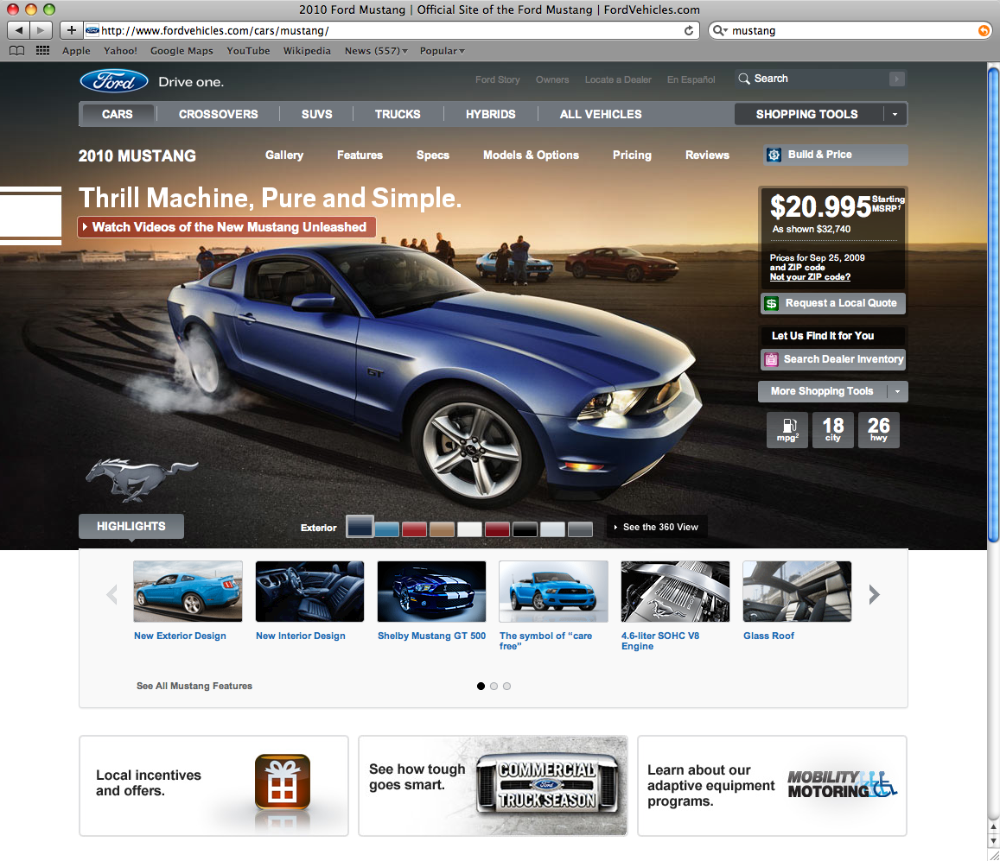 2010 Ford Mustang | Official Site of the Ford Mustang | FordVehicles.com
http://www.fordvehicles.com/cars/mustang/
mustang
Apple Yahoo! Google Maps YouTube Wikipedia News (557) Popular
Ford Drive one.
Ford Story Owners Locate a Dealer En Español Search
CARS CROSSOVERS SUVS TRUCKS HYBRIDS ALL VEHICLES SHOPPING TOOLS
2010 MUSTANG Gallery Features Specs Models & Options Pricing Reviews Build & Price
Thrill Machine, Pure and Simple.
Watch Videos of the New Mustang Unleashed
$20.995 Starting MSRP1
As shown $32,740
Prices for Sep 25, 2009
and ZIP code
Not your ZIP code?
$ Request a Local Quote
Let Us Find It for You
Search Dealer Inventory
More Shopping Tools
mpg2 18 city 26 hwy
GT
HIGHLIGHTS
Exterior
See the 360 View
New Exterior Design
New Interior Design
Shelby Mustang GT 500
The symbol of “care
free”
4.6-liter SOHC V8
Engine
Glass Roof
See All Mustang Features
Local incentives
and offers.
See how tough
goes smart.
COMMERCIAL
Ford
TRUCK SEASON
Learn about our
adaptive equipment
programs.
MOBILITY
MOTORING